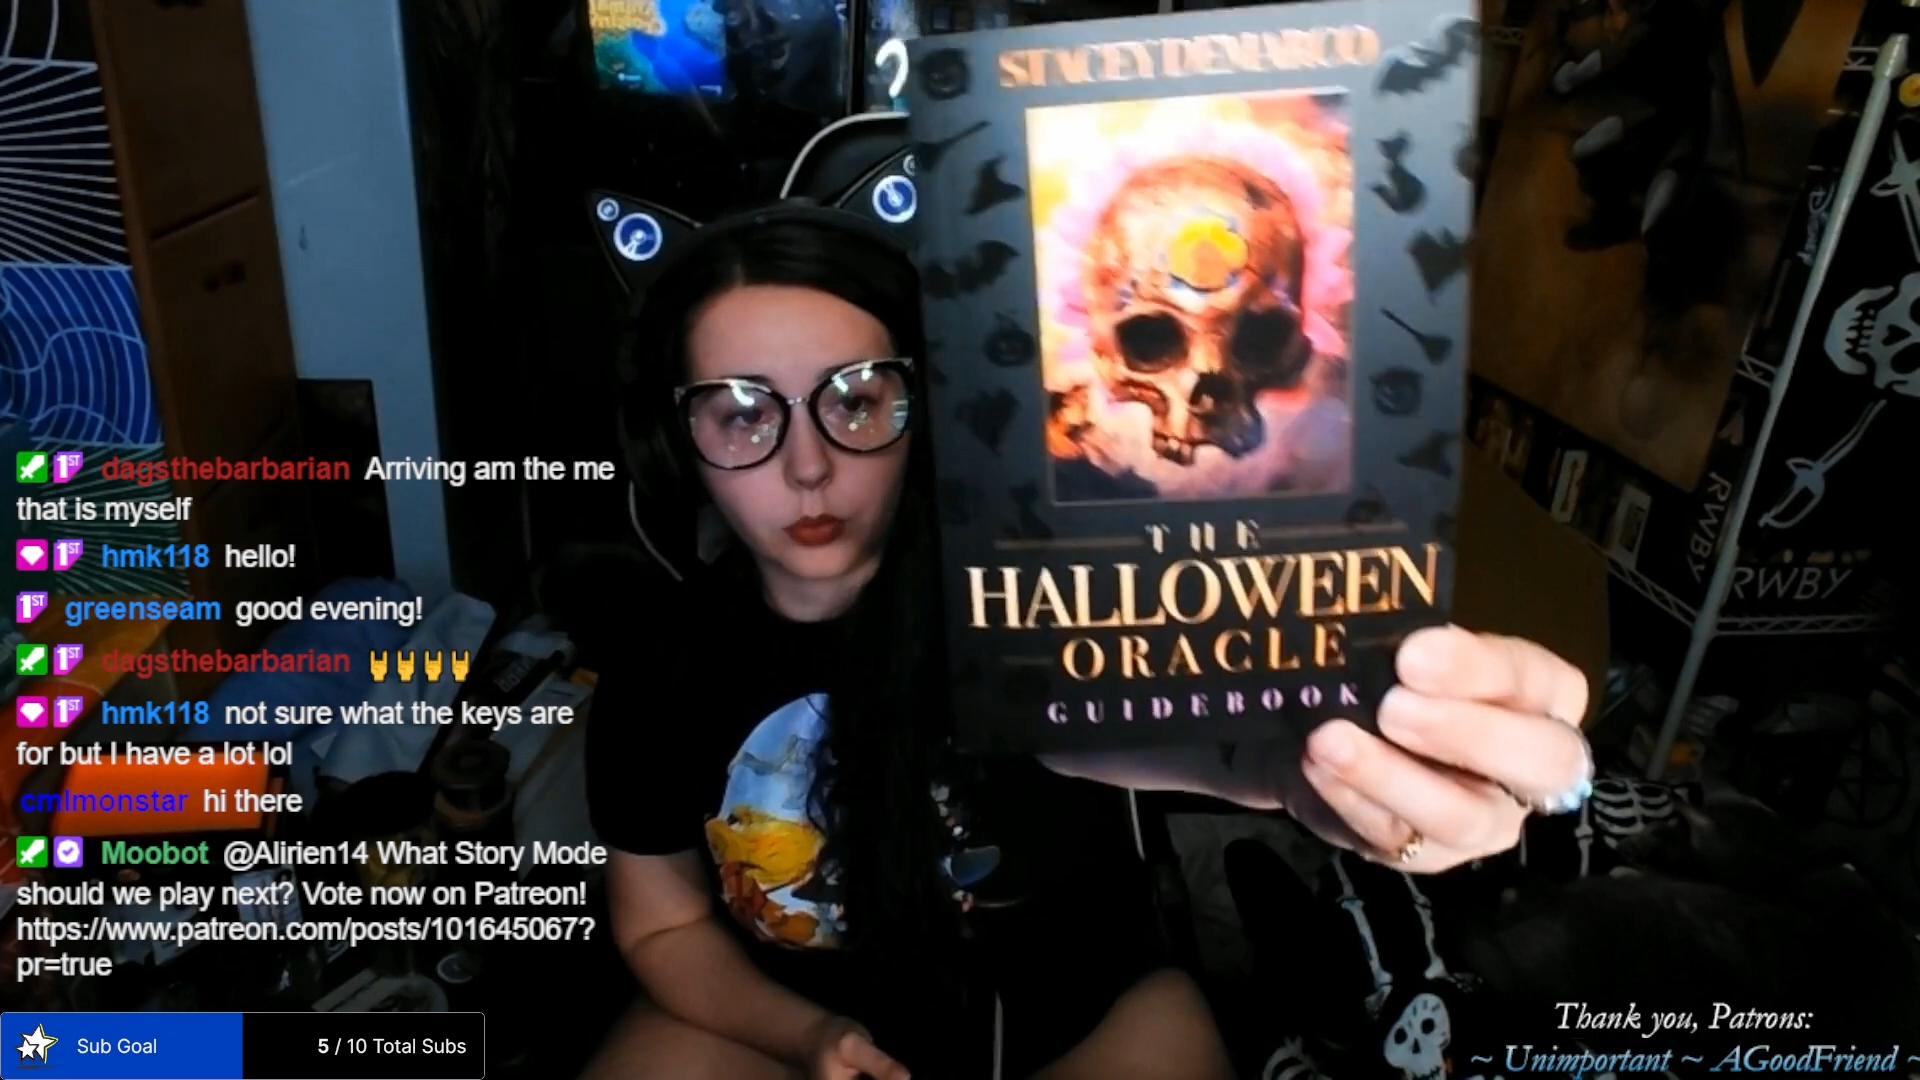 STACEY DEMARCO
THE
HALLOWEEN
ORACLE
GUIDEBOOK
Disney
RWBY
RWBY
dagsthebarbarian Arriving am the me
that is myself
hmk118 hello!
greenseam good evening!
dagsthebarbarian 🤘🤘🤘🤘
hmk118 not sure what the keys are
for but I have a lot lol
cmlmonstar hi there
Moobot @Alirien14 What Story Mode
should we play next? Vote now on Patreon!
https://www.patreon.com/posts/101645067?
pr=true
Sub Goal 5 / 10 Total Subs
Thank you, Patrons:
~ Unimportant ~ AGoodFriend ~